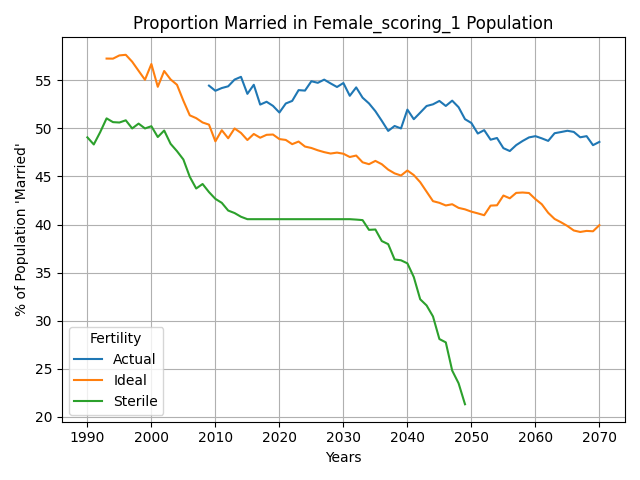 Proportion Married in Female_scoring_1 Population
% of Population 'Married'
55
50
45
40
35
30
25
20
Fertility
Actual
Ideal
Sterile
1990 2000 2010 2020 2030 2040 2050 2060 2070
Years